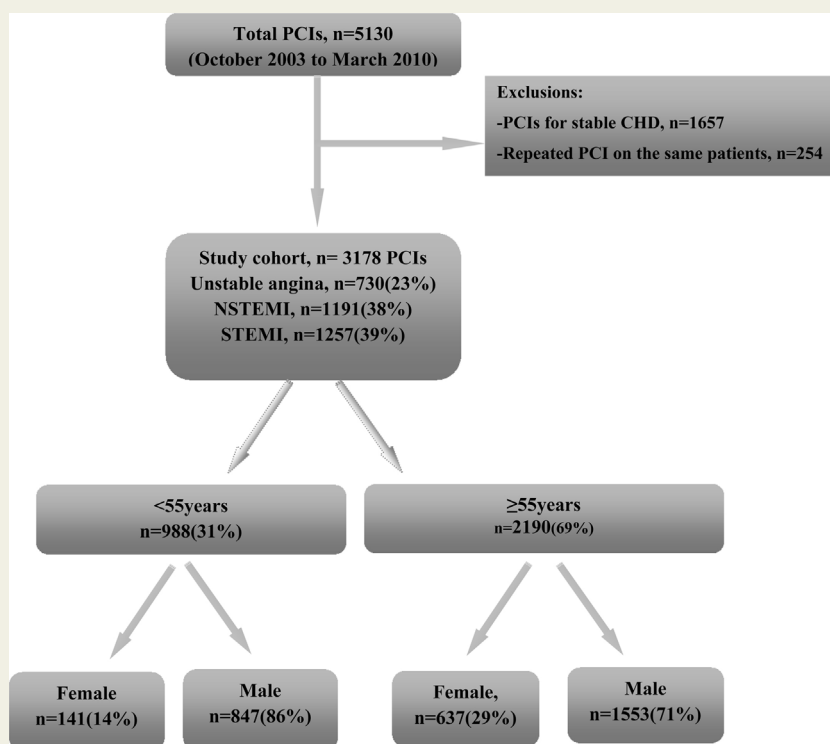 Total PCIs, n=5130
(October 2003 to March 2010)
Exclusions:
-PCIs for stable CHD, n=1657
-Repeated PCI on the same patients, n=254
Study cohort, n= 3178 PCIs
Unstable angina, n=730(23%)
NSTEMI, n=1191(38%)
STEMI, n=1257(39%)
<55years
n=988(31%)
≥55years
n=2190(69%)
Female
n=141(14%)
Male
n=847(86%)
Female,
n=637(29%)
Male
n=1553(71%)